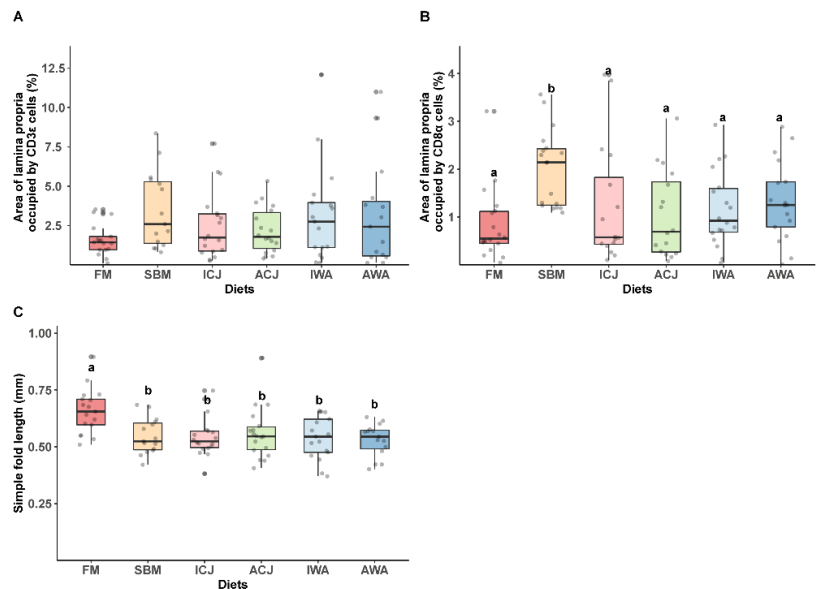 A
Area of lamina propria
occupied by CD3ε cells (%)
12.5
10.0
7.5
5.0
2.5
FM SBM ICJ ACJ IWA AWA
Diets
B
Area of lamina propria
occupied by CD8α cells (%)
4
3
2
1
a b a a a a
FM SBM ICJ ACJ IWA AWA
Diets
C
Simple fold length (mm)
1.00
0.75
0.50
0.25
a b b b b b
FM SBM ICJ ACJ IWA AWA
Diets